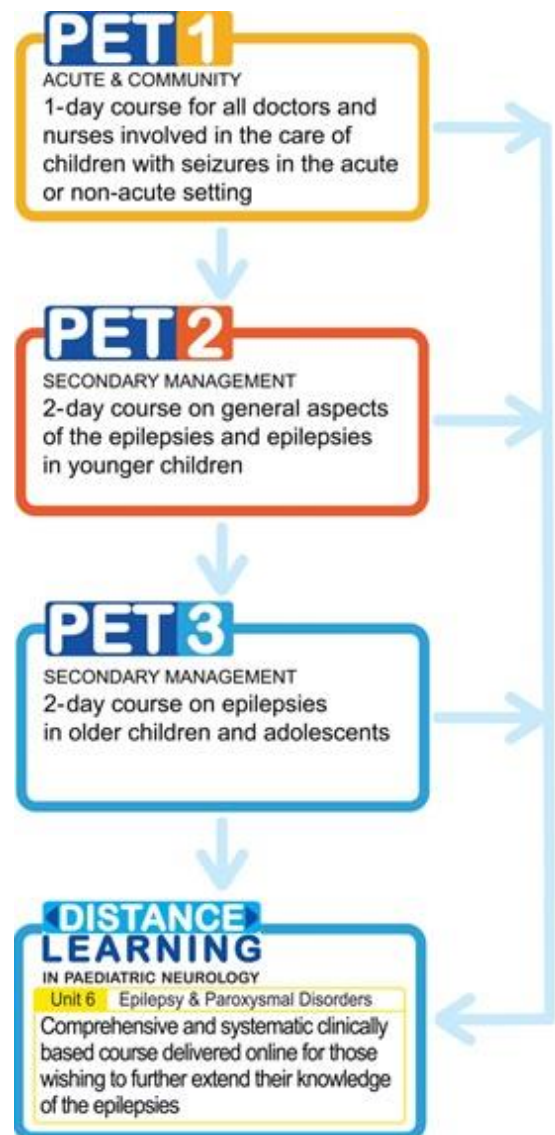 PET 1
ACUTE & COMMUNITY
1-day course for all doctors and
nurses involved in the care of
children with seizures in the acute
or non-acute setting
PET 2
SECONDARY MANAGEMENT
2-day course on general aspects
of the epilepsies and epilepsies
in younger children
PET 3
SECONDARY MANAGEMENT
2-day course on epilepsies
in older children and adolescents
DISTANCE
LEARNING
IN PAEDIATRIC NEUROLOGY
Unit 6 Epilepsy & Paroxysmal Disorders
Comprehensive and systematic clinically
based course delivered online for those
wishing to further extend their knowledge
of the epilepsies